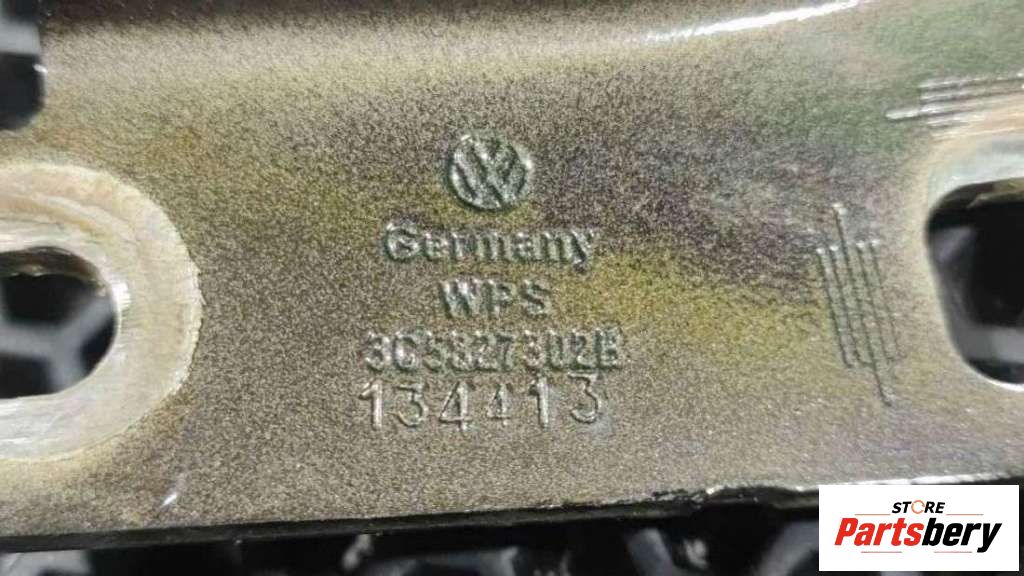 Germany
WPS
3C5827302B
134413
STORE
Partsbery